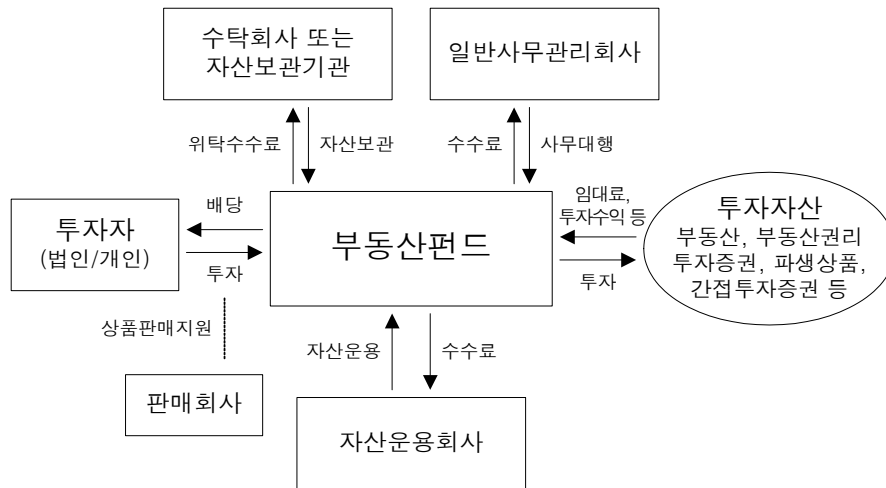 수탁회사 또는
자산보관기관
일반사무관리회사
위탁수수료
자산보관
수수료
사무대행
투자자
(법인/개인)
배당
투자
부동산펀드
임대료,
투자수익 등
투자
투자자산
부동산, 부동산권리
투자증권, 파생상품,
간접투자증권 등
상품판매지원
판매회사
자산운용
수수료
자산운용회사